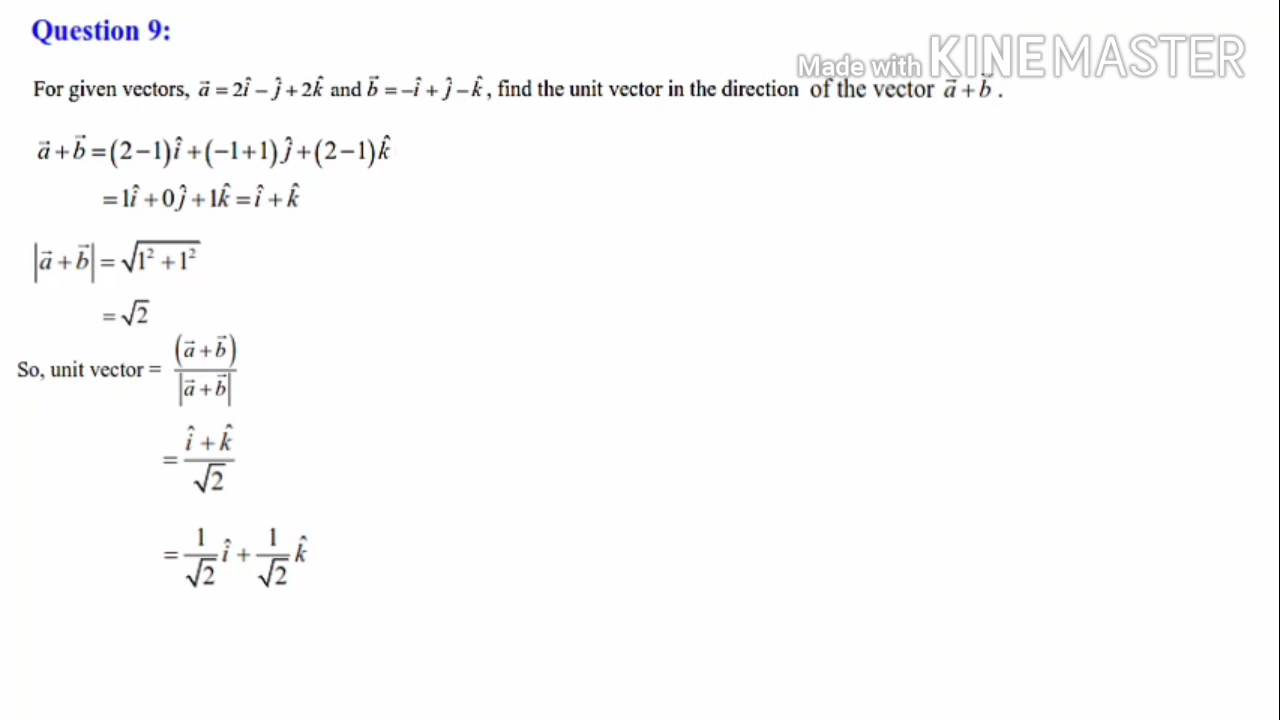 Question 9:
Made with KINEMASTER
For given vectors, a⃗ = 2î − ĵ + 2k̂ and b⃗ = −î + ĵ − k̂, find the unit vector in the direction of the vector a⃗ + b⃗ .
a⃗ + b⃗ = (2−1)î + (−1+1)ĵ + (2−1)k̂
= 1î + 0ĵ + 1k̂ = î + k̂
|a⃗ + b⃗| = √(1² + 1²)
= √2
So, unit vector = (a⃗ + b⃗) / |a⃗ + b⃗|
= (î + k̂) / √2
= 1/√2 î + 1/√2 k̂